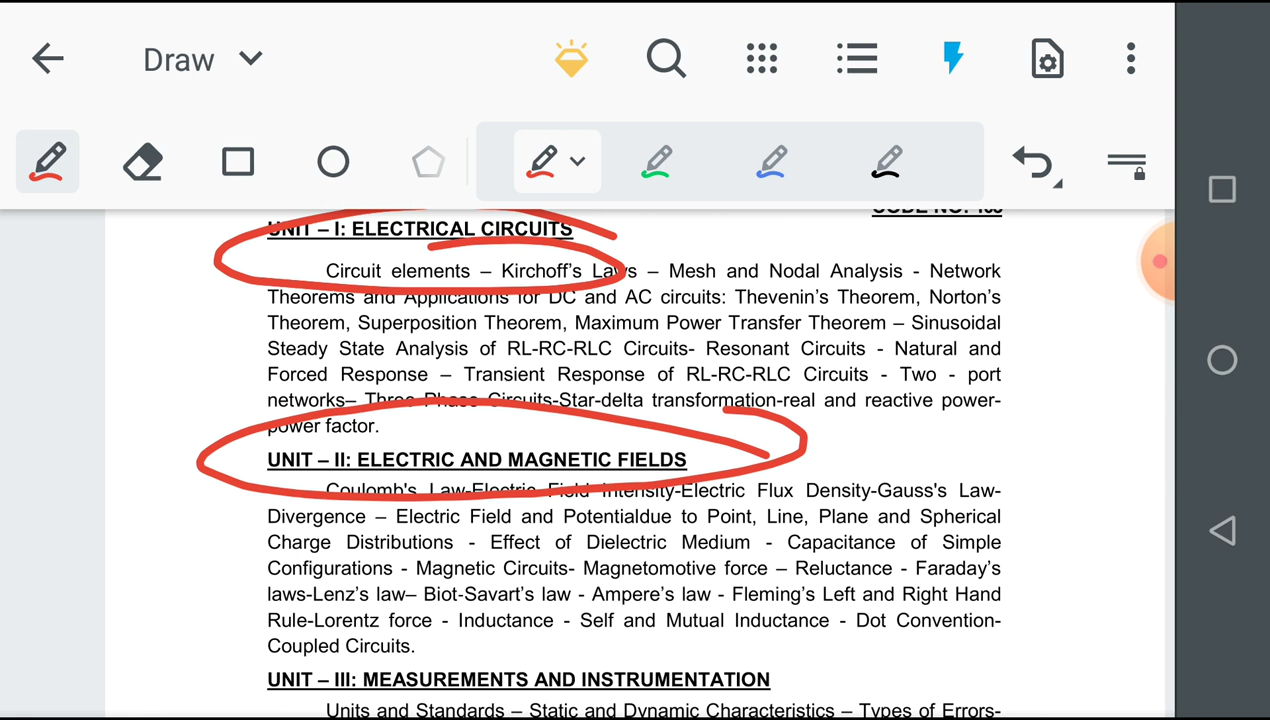 Draw
CODE NO: 105
UNIT – I: ELECTRICAL CIRCUITS
Circuit elements – Kirchoff's Laws – Mesh and Nodal Analysis - Network
Theorems and Applications for DC and AC circuits: Thevenin's Theorem, Norton's
Theorem, Superposition Theorem, Maximum Power Transfer Theorem – Sinusoidal
Steady State Analysis of RL-RC-RLC Circuits- Resonant Circuits - Natural and
Forced Response – Transient Response of RL-RC-RLC Circuits - Two - port
networks– Three Phase Circuits-Star-delta transformation-real and reactive power-
power factor.
UNIT – II: ELECTRIC AND MAGNETIC FIELDS
Coulomb's Law-Electric Field Intensity-Electric Flux Density-Gauss's Law-
Divergence – Electric Field and Potentialdue to Point, Line, Plane and Spherical
Charge Distributions - Effect of Dielectric Medium - Capacitance of Simple
Configurations - Magnetic Circuits- Magnetomotive force – Reluctance - Faraday's
laws-Lenz's law– Biot-Savart's law - Ampere's law - Fleming's Left and Right Hand
Rule-Lorentz force - Inductance - Self and Mutual Inductance - Dot Convention-
Coupled Circuits.
UNIT – III: MEASUREMENTS AND INSTRUMENTATION
Units and Standards – Static and Dynamic Characteristics – Types of Errors-